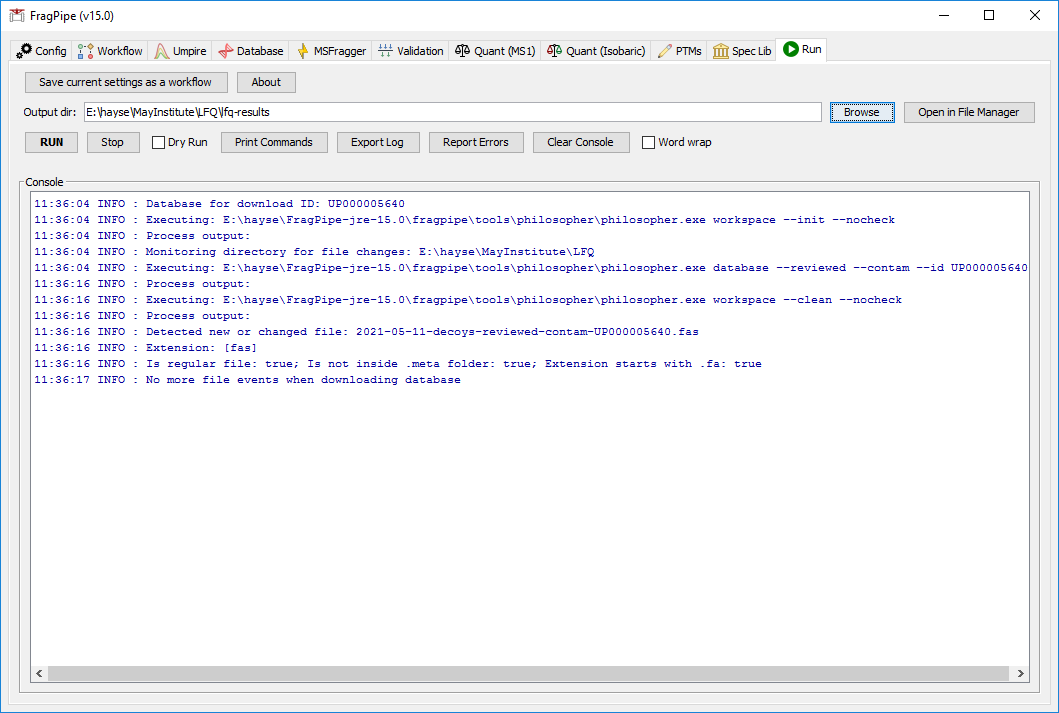 FragPipe (v15.0)
Config Workflow Umpire Database MSFragger Validation Quant (MS1) Quant (Isobaric) PTMs Spec Lib Run
Save current settings as a workflow About
Output dir: E:\hayse\MayInstitute\LFQ\lfq-results Browse Open in File Manager
RUN Stop Dry Run Print Commands Export Log Report Errors Clear Console Word wrap
Console
11:36:04 INFO : Database for download ID: UP000005640
11:36:04 INFO : Executing: E:\hayse\FragPipe-jre-15.0\fragpipe\tools\philosopher\philosopher.exe workspace --init --nocheck
11:36:04 INFO : Process output:
11:36:04 INFO : Monitoring directory for file changes: E:\hayse\MayInstitute\LFQ
11:36:04 INFO : Executing: E:\hayse\FragPipe-jre-15.0\fragpipe\tools\philosopher\philosopher.exe database --reviewed --contam --id UP000005640
11:36:16 INFO : Process output:
11:36:16 INFO : Executing: E:\hayse\FragPipe-jre-15.0\fragpipe\tools\philosopher\philosopher.exe workspace --clean --nocheck
11:36:16 INFO : Process output:
11:36:16 INFO : Detected new or changed file: 2021-05-11-decoys-reviewed-contam-UP000005640.fas
11:36:16 INFO : Extension: [fas]
11:36:16 INFO : Is regular file: true; Is not inside .meta folder: true; Extension starts with .fa: true
11:36:17 INFO : No more file events when downloading database